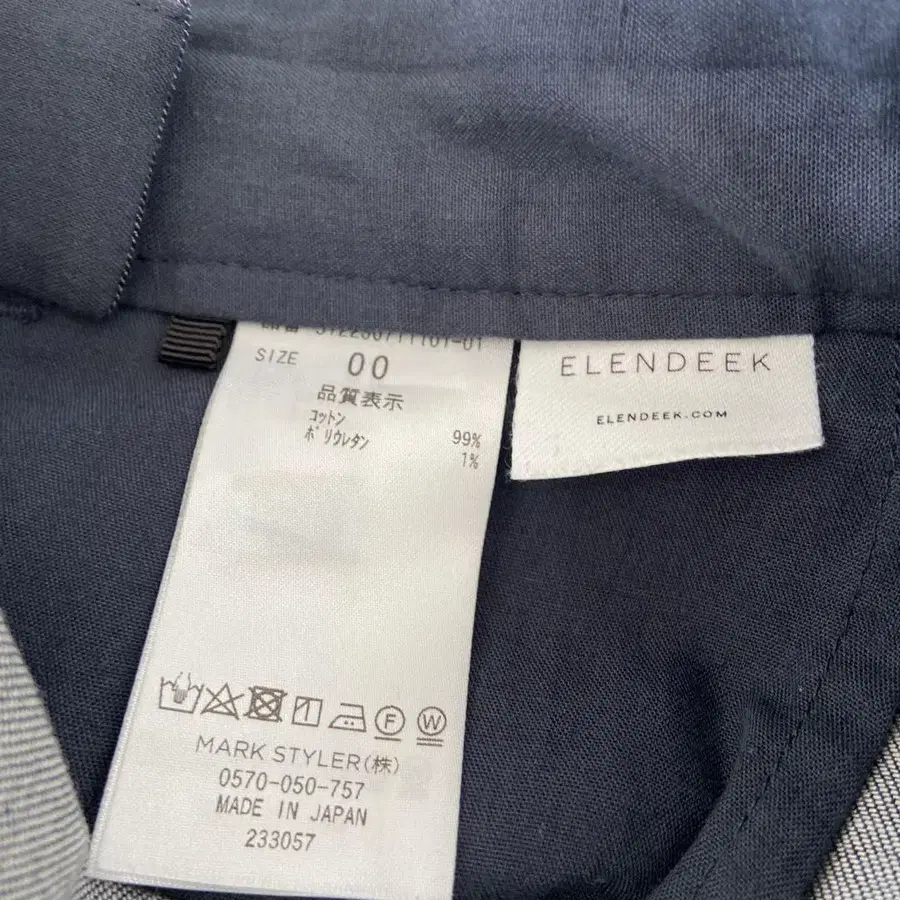 SIZE 00
品質表示
コットン 99%
ポリウレタン 1%
F W
MARK STYLER(株)
0570-050-757
MADE IN JAPAN
233057
ELENDEEK
ELENDEEK.COM